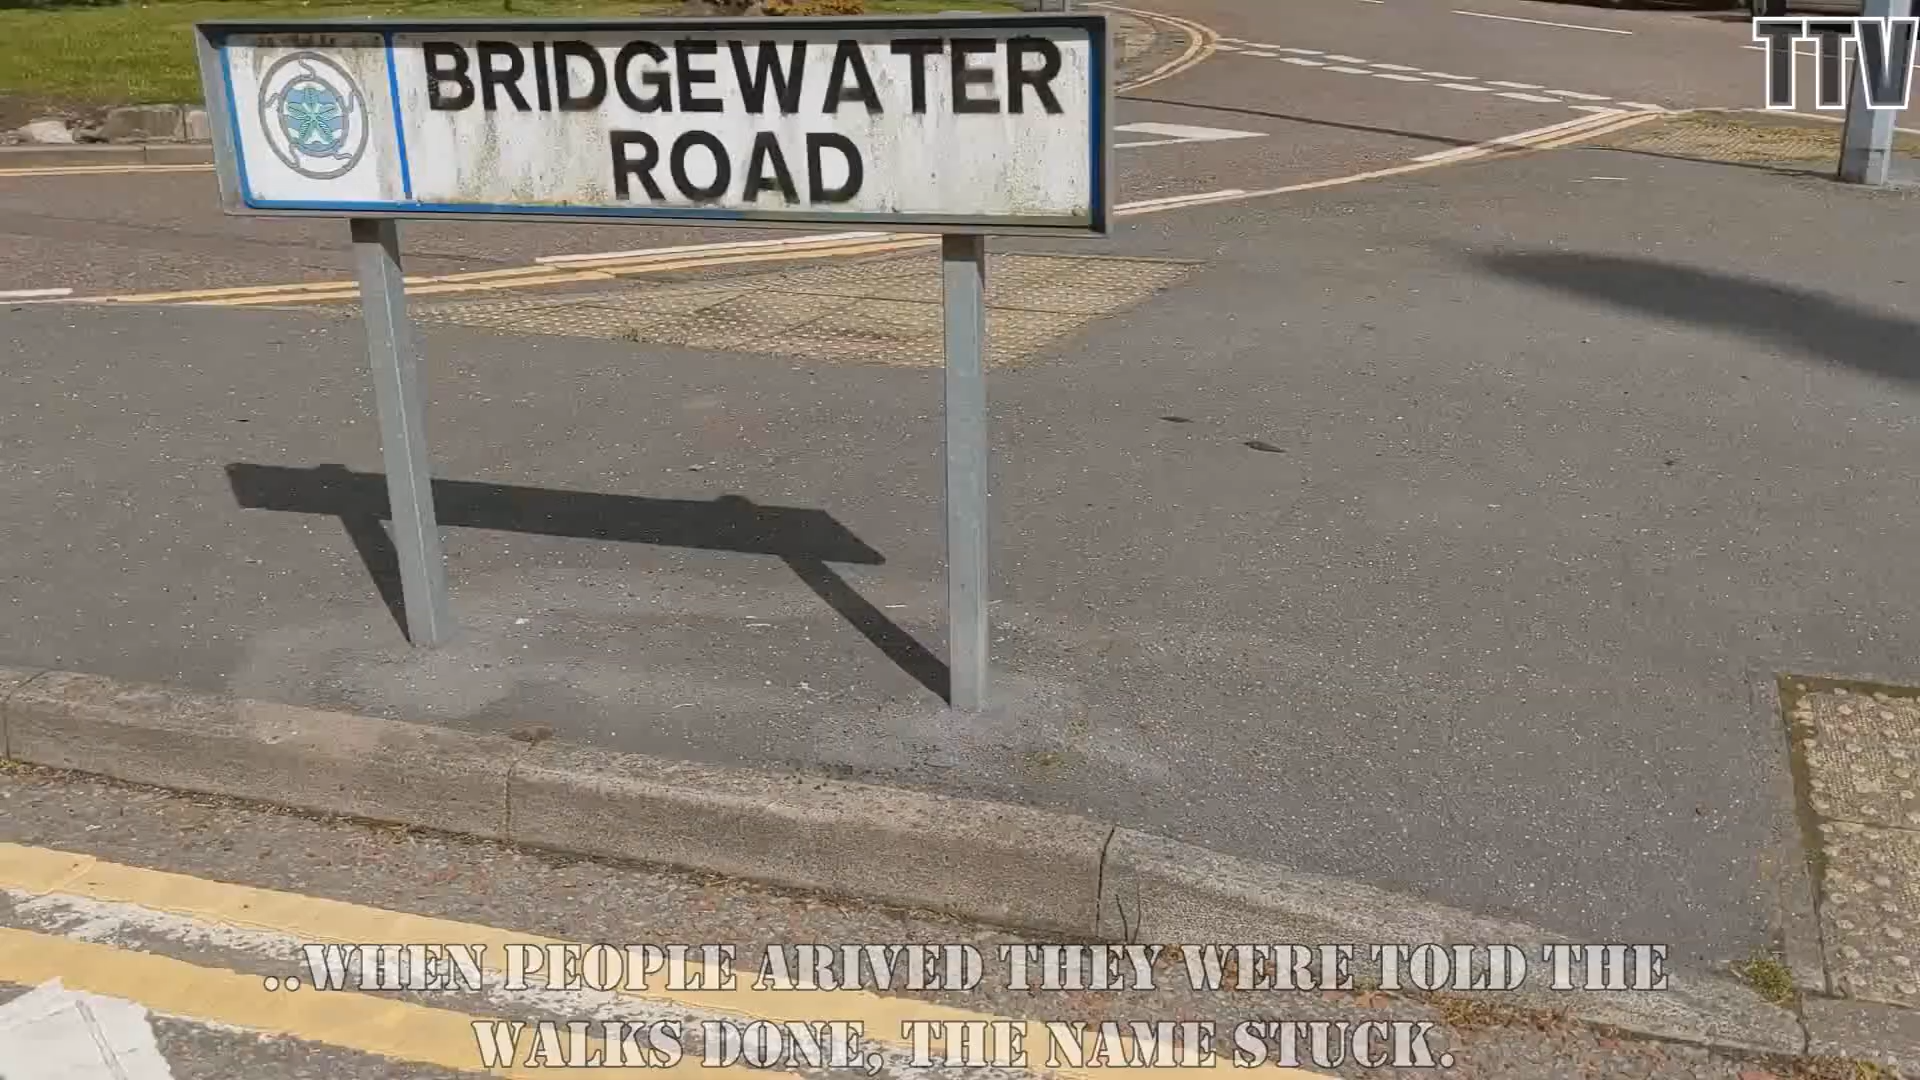 BRIDGEWATER
ROAD
TTV
..WHEN PEOPLE ARIVED THEY WERE TOLD THE
WALKS DONE, THE NAME STUCK.